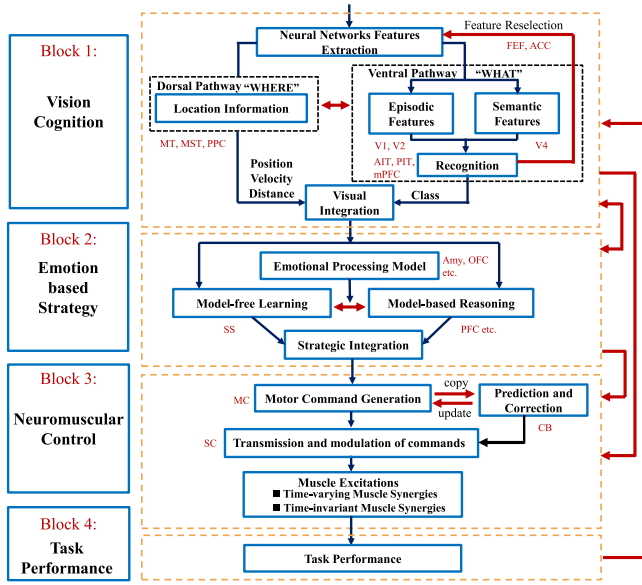 Block 1:
Vision
Cognition
Neural Networks Features
Extraction
Feature Reselection
FEF, ACC
Dorsal Pathway “WHERE”
Location Information
MT, MST, PPC
Ventral Pathway “WHAT”
Episodic
Features
Semantic
Features
V1, V2
V4
AIT, PIT,
mPFC
Recognition
Position
Velocity
Distance
Class
Visual
Integration
Block 2:
Emotion
based
Strategy
Emotional Processing Model
Amy, OFC
etc.
Model-free Learning
Model-based Reasoning
SS
PFC etc.
Strategic Integration
Block 3:
Neuromuscular
Control
MC
Motor Command Generation
copy
update
Prediction and
Correction
SC
Transmission and modulation of commands
CB
Muscle Excitations
■ Time-varying Muscle Synergies
■ Time-invariant Muscle Synergies
Block 4:
Task
Performance
Task Performance